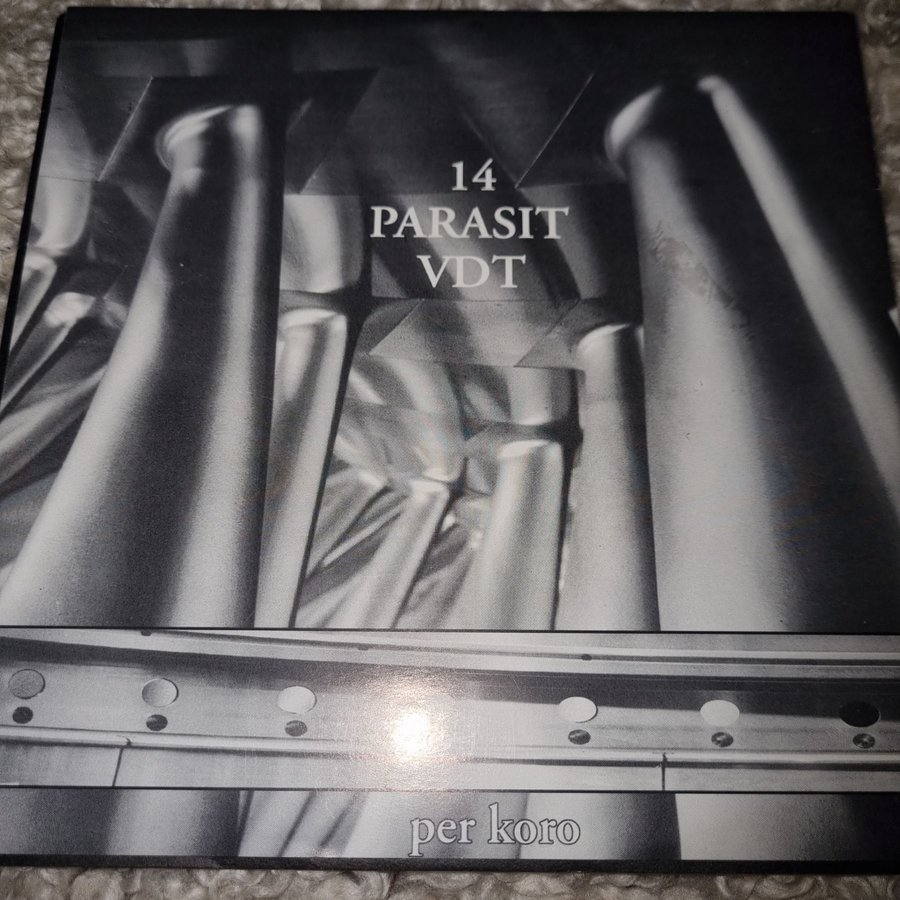 14
PARASIT
VDT
per koro